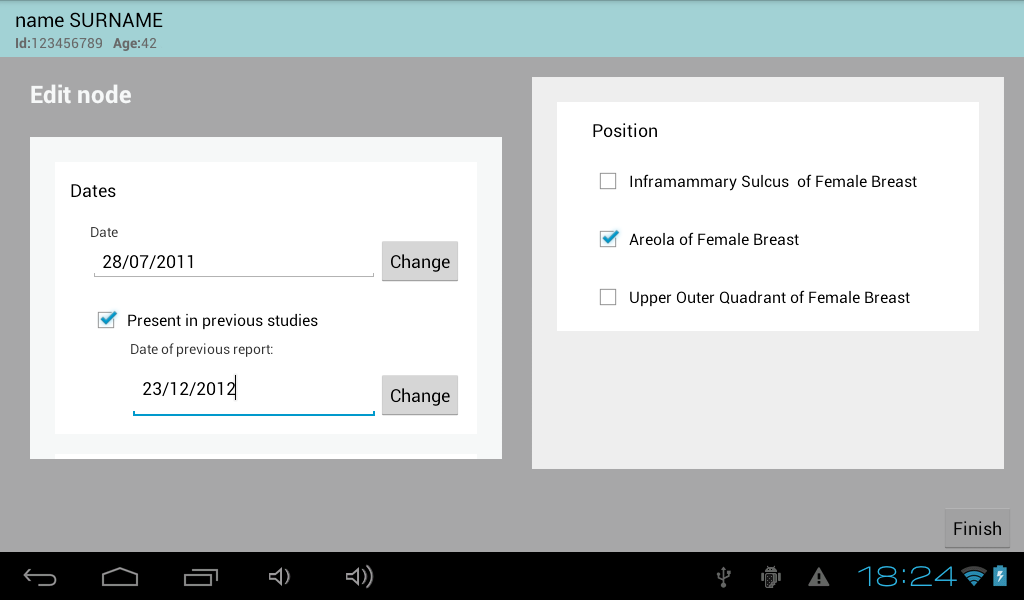 name SURNAME
Id:123456789 Age:42
Edit node
Dates
Date
28/07/2011
Change
Present in previous studies
Date of previous report:
23/12/2012
Change
Position
Inframammary Sulcus  of Female Breast
Areola of Female Breast
Upper Outer Quadrant of Female Breast
Finish
18:24